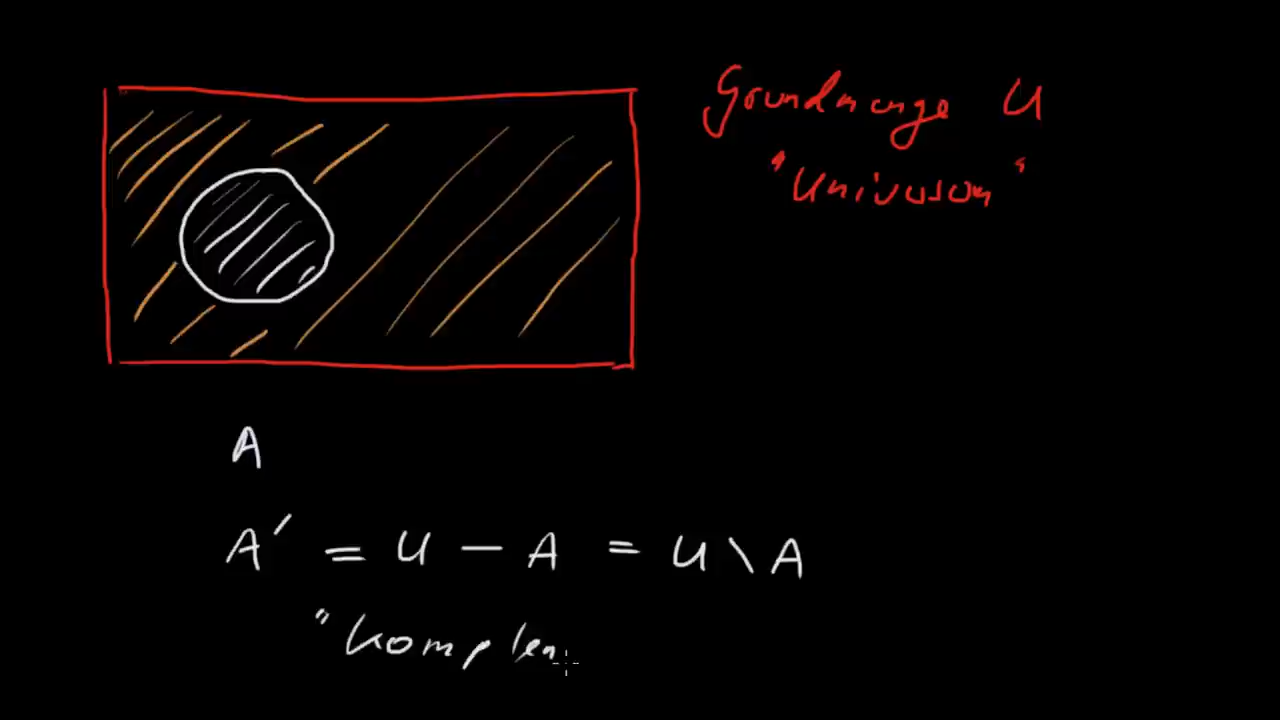 Grundmenge U
"Universum"
A
A' = U - A = U \ A
"Komplem